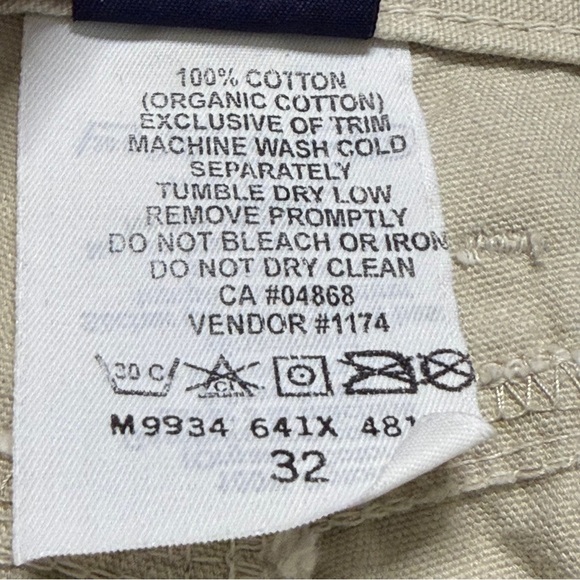 100% COTTON
(ORGANIC COTTON)
EXCLUSIVE OF TRIM
MACHINE WASH COLD
SEPARATELY
TUMBLE DRY LOW
REMOVE PROMPTLY
DO NOT BLEACH OR IRON
DO NOT DRY CLEAN
CA #04868
VENDOR #1174
30 C CL
M9934 641X
32